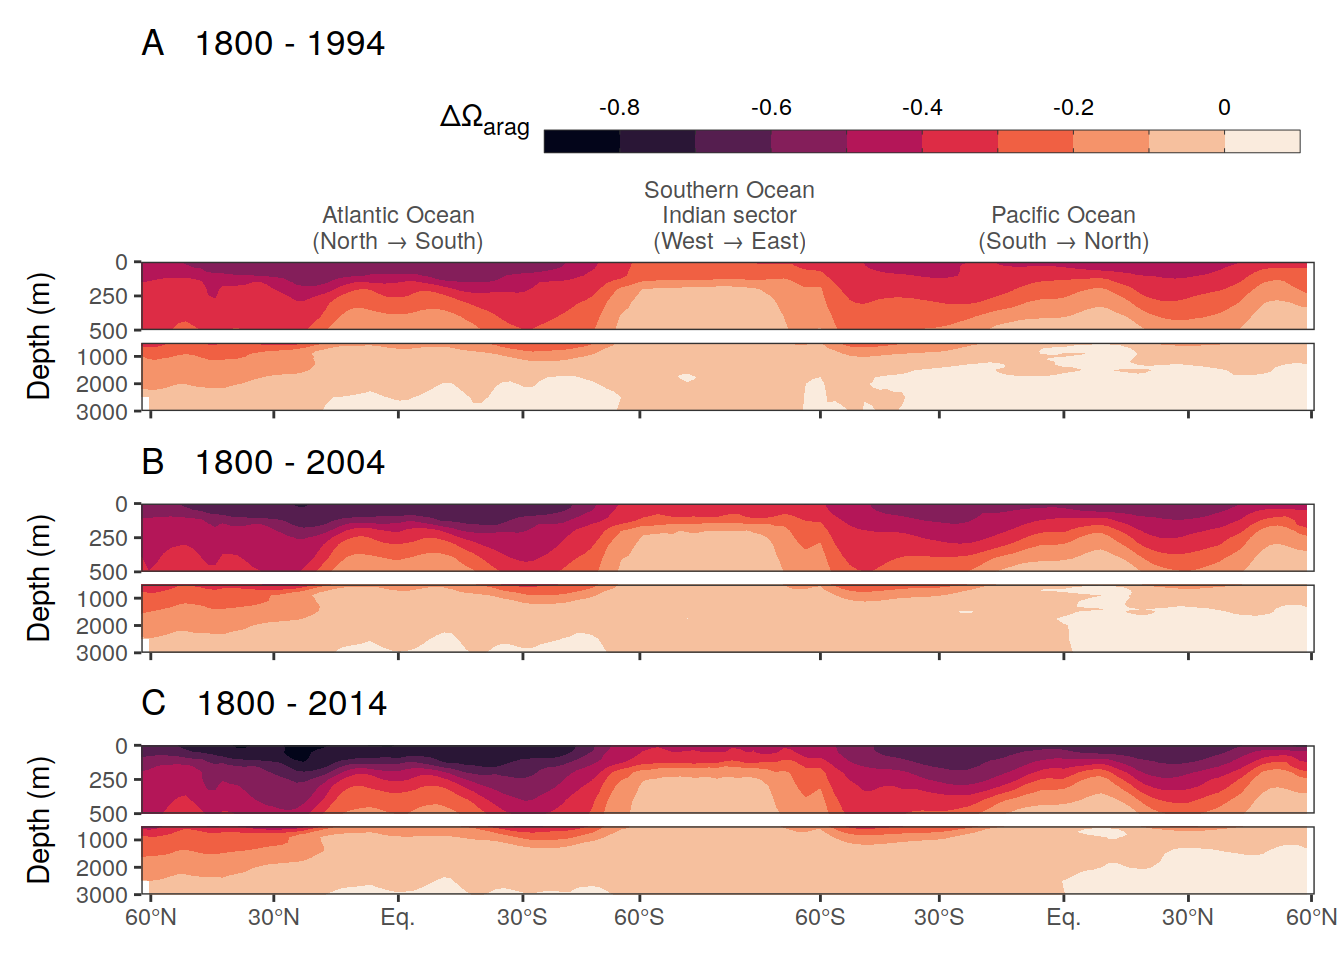 A 1800 - 1994
ΔΩarag
-0.8 -0.6 -0.4 -0.2 0
Atlantic Ocean
(North → South)
Southern Ocean
Indian sector
(West → East)
Pacific Ocean
(South → North)
Depth (m)
0
250
500
1000
2000
3000
B 1800 - 2004
Depth (m)
0
250
500
1000
2000
3000
C 1800 - 2014
Depth (m)
0
250
500
1000
2000
3000
60°N 30°N Eq. 30°S 60°S 60°S 30°S Eq. 30°N 60°N